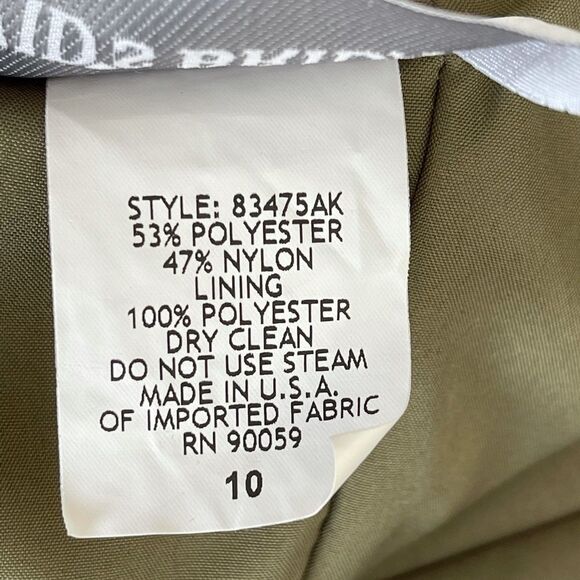 STYLE: 83475AK
53% POLYESTER
47% NYLON
LINING
100% POLYESTER
DRY CLEAN
DO NOT USE STEAM
MADE IN U.S.A.
OF IMPORTED FABRIC
RN 90059
10